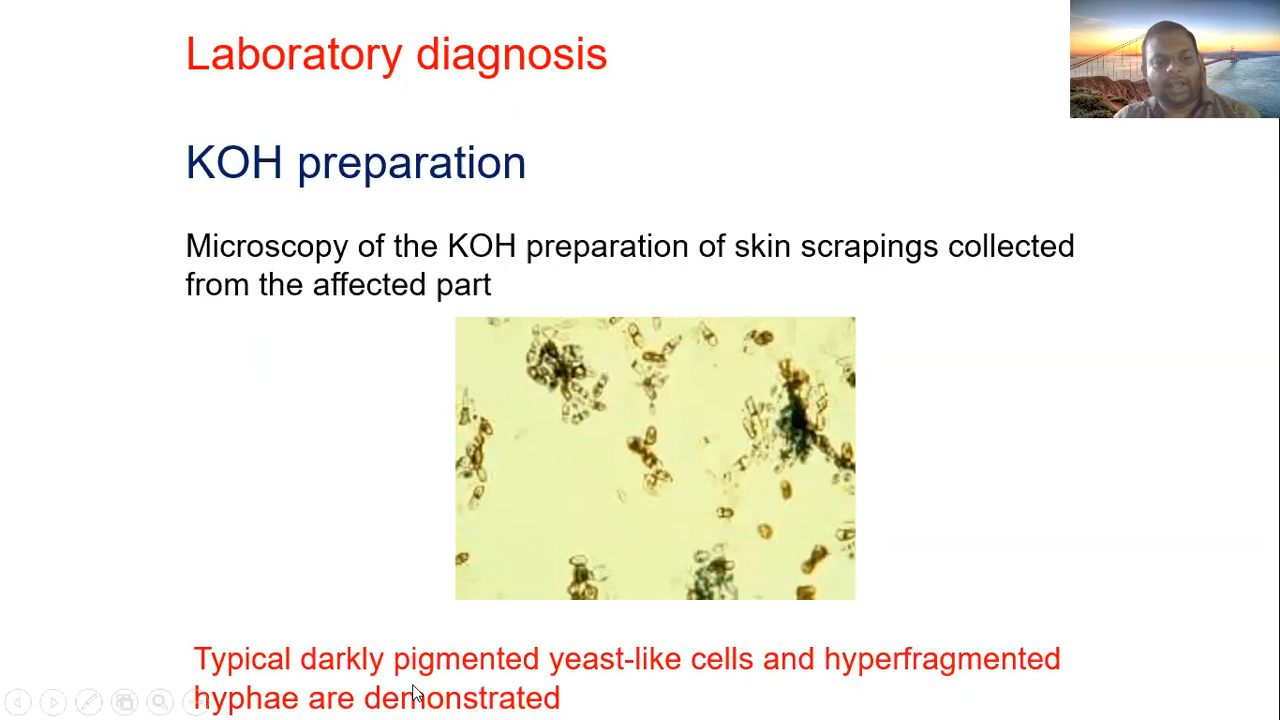 Laboratory diagnosis
KOH preparation
Microscopy of the KOH preparation of skin scrapings collected
from the affected part
Typical darkly pigmented yeast-like cells and hyperfragmented
hyphae are demonstrated